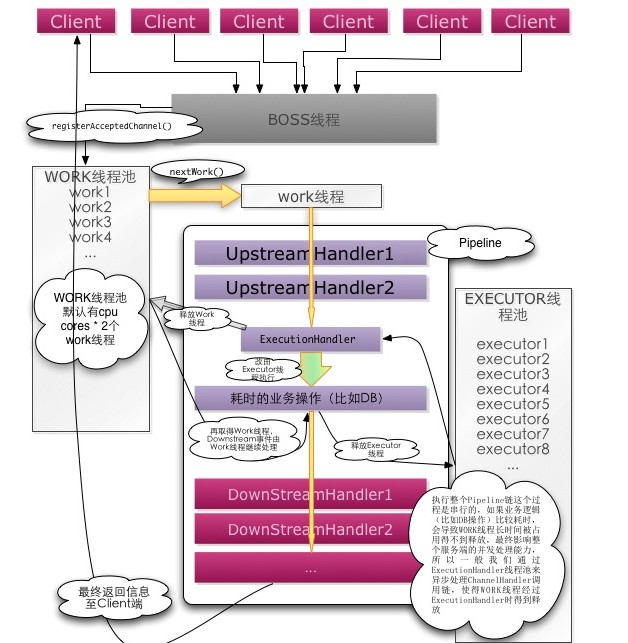 Client
Client
Client
Client
Client
Client
BOSS线程
registerAcceptedChannel()
WORK线程池
work1
work2
work3
work4
...
nextWork()
work线程
Pipeline
UpstreamHandler1
UpstreamHandler2
WORK线程池
默认有cpu
cores * 2个
work线程
释放Work
线程
ExecutionHandler
改由
Executor线
程执行
耗时的业务操作（比如DB）
再取得Work线程，
Downstream事件由
Work线程继续处理
释放Executor
线程
EXECUTOR线
程池
executor1
executor2
executor3
executor4
executor5
executor6
executor7
executor8
...
DownStreamHandler1
DownStreamHandler2
...
执行整个Pipeline链这个过
程是串行的，如果业务逻辑
（比如DB操作）比较耗时，
会导致WORK线程长时间被占
用得不到释放，最终影响整
个服务端的并发处理能力，
所以一般我们通过
ExecutionHandler线程池来
异步处理ChannelHandler调
用链，使得WORK线程经过
ExecutionHandler时得到释
放
最终返回信息
至Client端